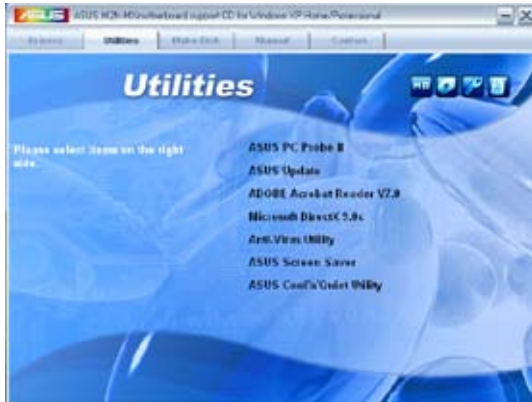 ASUS M2N-MX motherboard support CD for Windows XP Home/Professional
Drivers Utilities Make Disk Manual Contact
Utilities
Please select items on the right
side.
ASUS PC Probe II
ASUS Update
ADOBE Acrobat Reader V7.0
Microsoft DirectX 9.0c
Anti-Virus Utility
ASUS Screen Saver
ASUS Cool'n'Quiet Utility